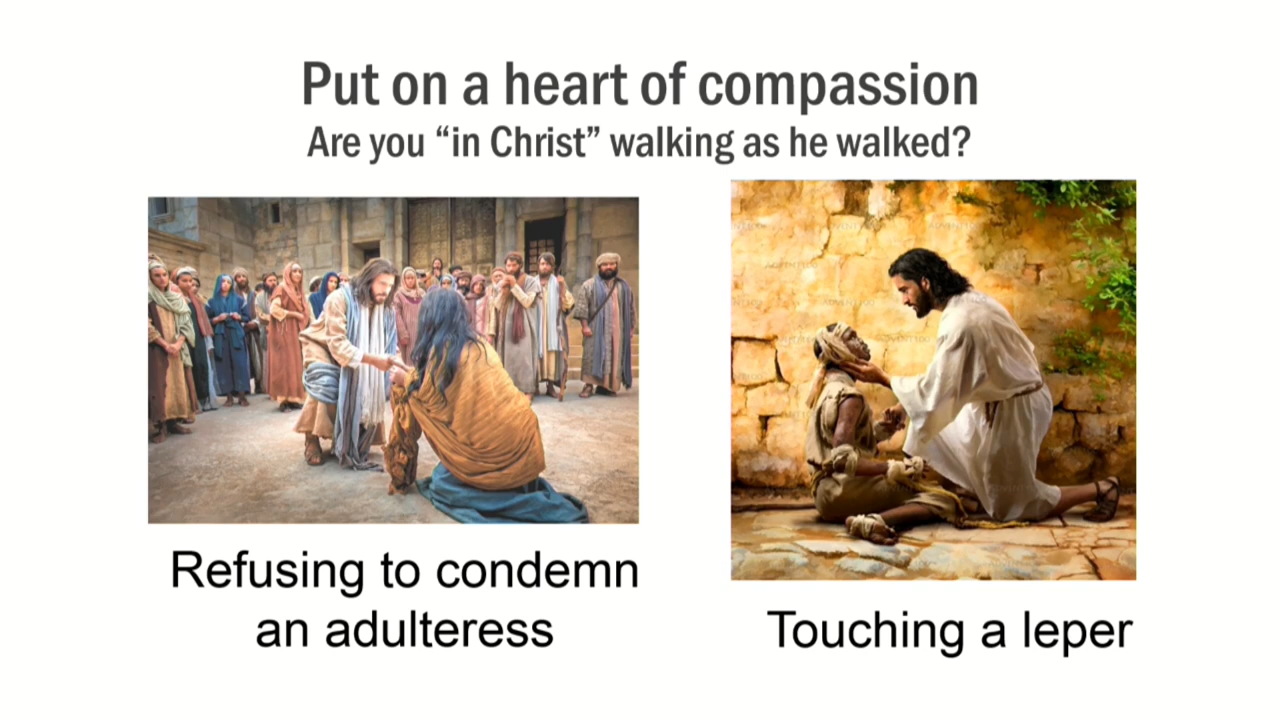 Put on a heart of compassion
Are you “in Christ” walking as he walked?
Refusing to condemn
an adulteress
Touching a leper